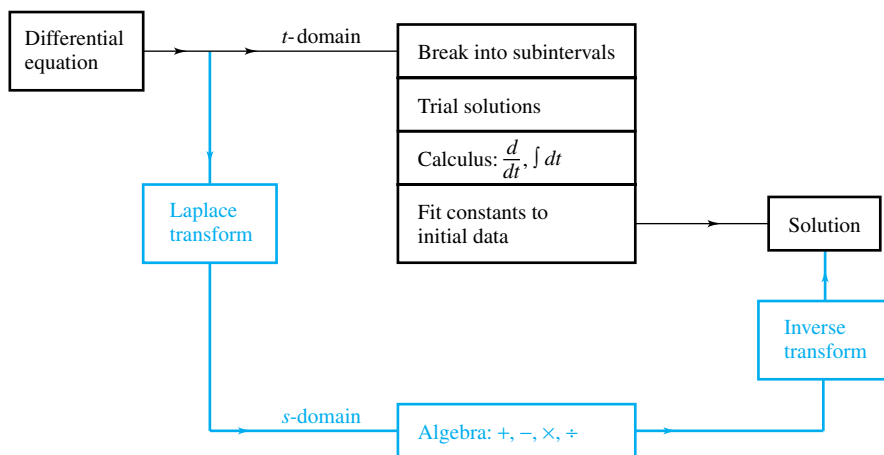 Differential
equation
t-domain
Break into subintervals
Trial solutions
Calculus: d/dt, ∫ dt
Fit constants to
initial data
Laplace
transform
Solution
Inverse
transform
s-domain
Algebra: +, −, ×, ÷